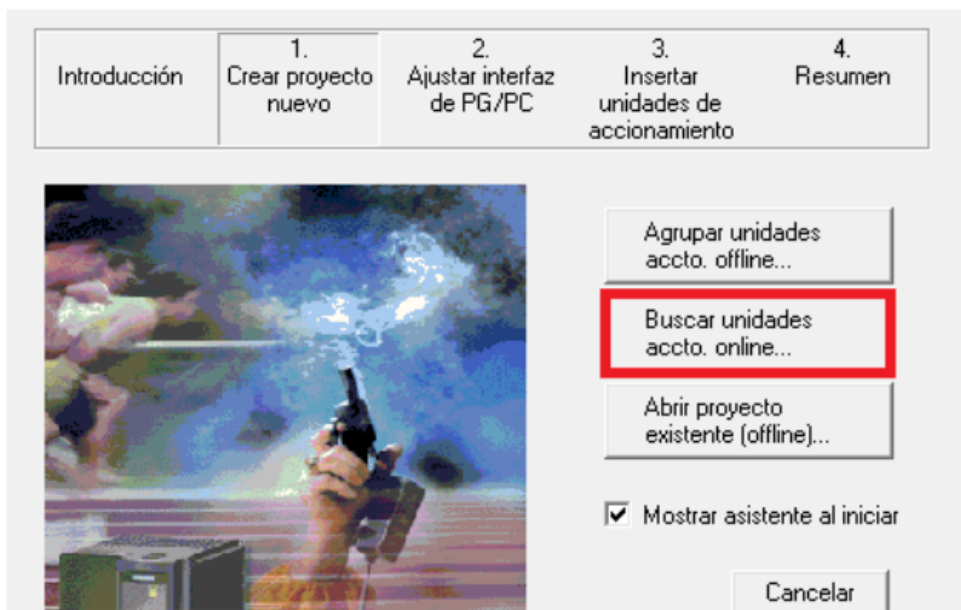 Introducción
1.
Crear proyecto
nuevo
2.
Ajustar interfaz
de PG/PC
3.
Insertar
unidades de
accionamiento
4.
Resumen
Agrupar unidades
accto. offline...
Buscar unidades
accto. online...
Abrir proyecto
existente (offline)...
Mostrar asistente al iniciar
Cancelar